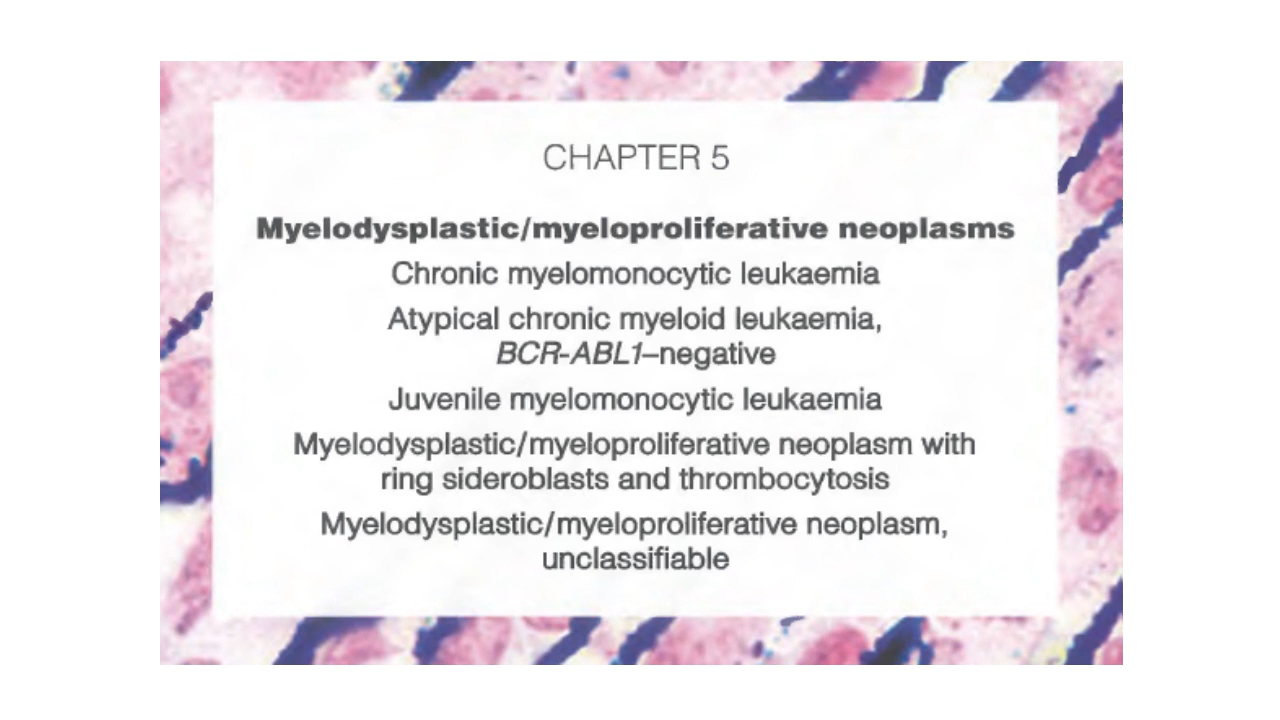 CHAPTER 5
Myelodysplastic/myeloproliferative neoplasms
Chronic myelomonocytic leukaemia
Atypical chronic myeloid leukaemia,
BCR-ABL1–negative
Juvenile myelomonocytic leukaemia
Myelodysplastic/myeloproliferative neoplasm with
ring sideroblasts and thrombocytosis
Myelodysplastic/myeloproliferative neoplasm,
unclassifiable